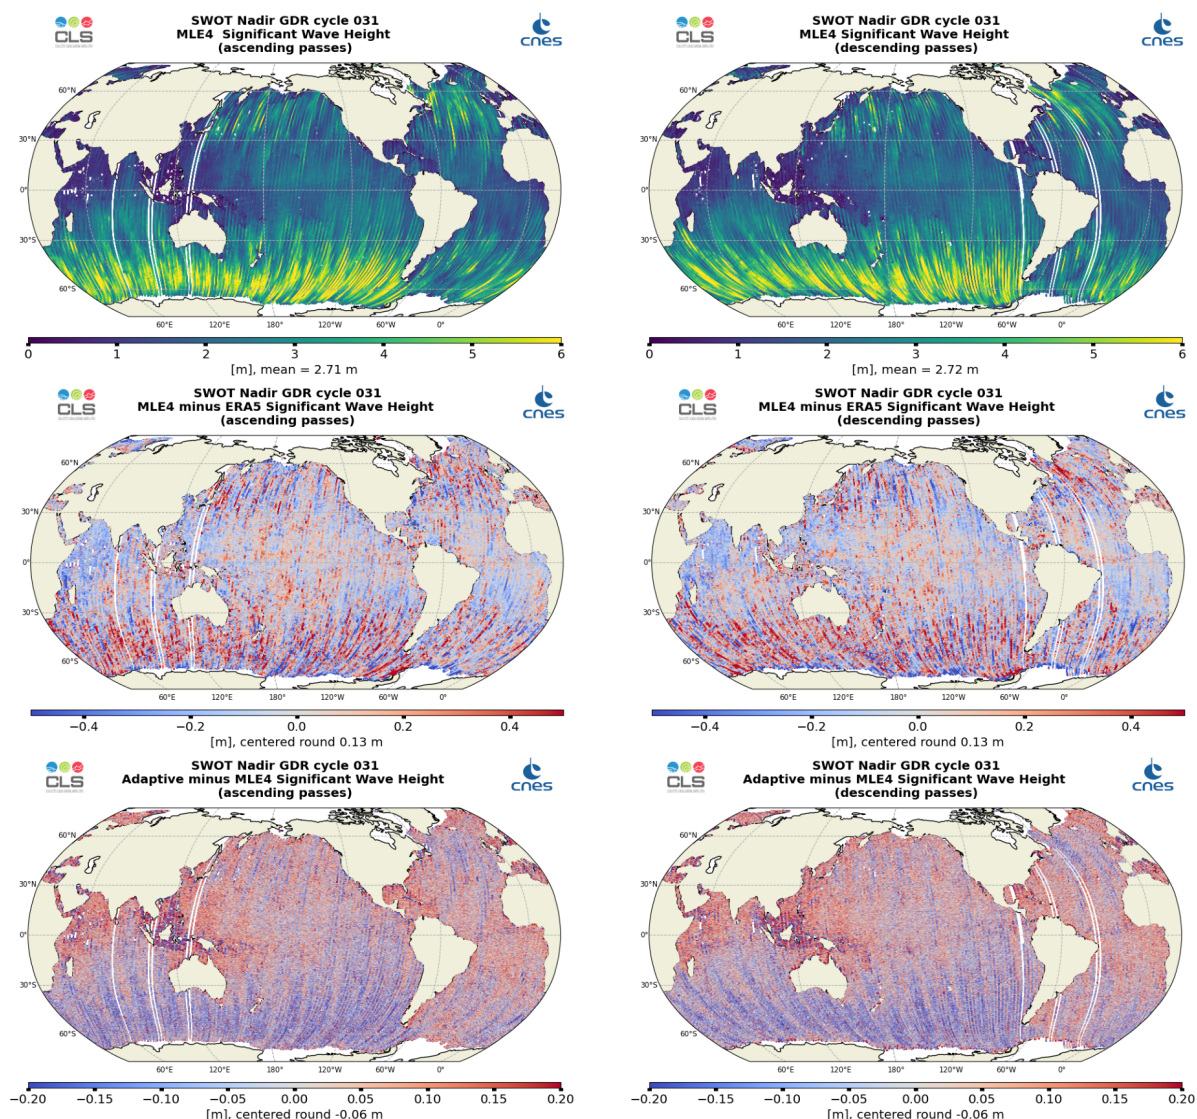 CLS
SWOT Nadir GDR cycle 031
MLE4  Significant Wave Height
(ascending passes)
cnes
60°N
30°N
0°
30°S
60°S
60°E 120°E 180° 120°W 60°W 0°
0 1 2 3 4 5 6
[m], mean = 2.71 m
CLS
SWOT Nadir GDR cycle 031
MLE4 Significant Wave Height
(descending passes)
cnes
60°N
30°N
0°
30°S
60°S
60°E 120°E 180° 120°W 60°W 0°
0 1 2 3 4 5 6
[m], mean = 2.72 m
CLS
SWOT Nadir GDR cycle 031
MLE4 minus ERA5 Significant Wave Height
(ascending passes)
cnes
60°N
30°N
0°
30°S
60°S
60°E 120°E 180° 120°W 60°W 0°
−0.4 −0.2 0.0 0.2 0.4
[m], centered round 0.13 m
CLS
SWOT Nadir GDR cycle 031
MLE4 minus ERA5 Significant Wave Height
(descending passes)
cnes
60°N
30°N
0°
30°S
60°S
60°E 120°E 180° 120°W 60°W 0°
−0.4 −0.2 0.0 0.2 0.4
[m], centered round 0.13 m
CLS
SWOT Nadir GDR cycle 031
Adaptive minus MLE4 Significant Wave Height
(ascending passes)
cnes
60°N
30°N
0°
30°S
60°S
60°E 120°E 180° 120°W 60°W 0°
−0.20 −0.15 −0.10 −0.05 0.00 0.05 0.10 0.15 0.20
[m], centered round -0.06 m
CLS
SWOT Nadir GDR cycle 031
Adaptive minus MLE4 Significant Wave Height
(descending passes)
cnes
60°N
30°N
0°
30°S
60°S
60°E 120°E 180° 120°W 60°W 0°
−0.20 −0.15 −0.10 −0.05 0.00 0.05 0.10 0.15 0.20
[m], centered round -0.06 m